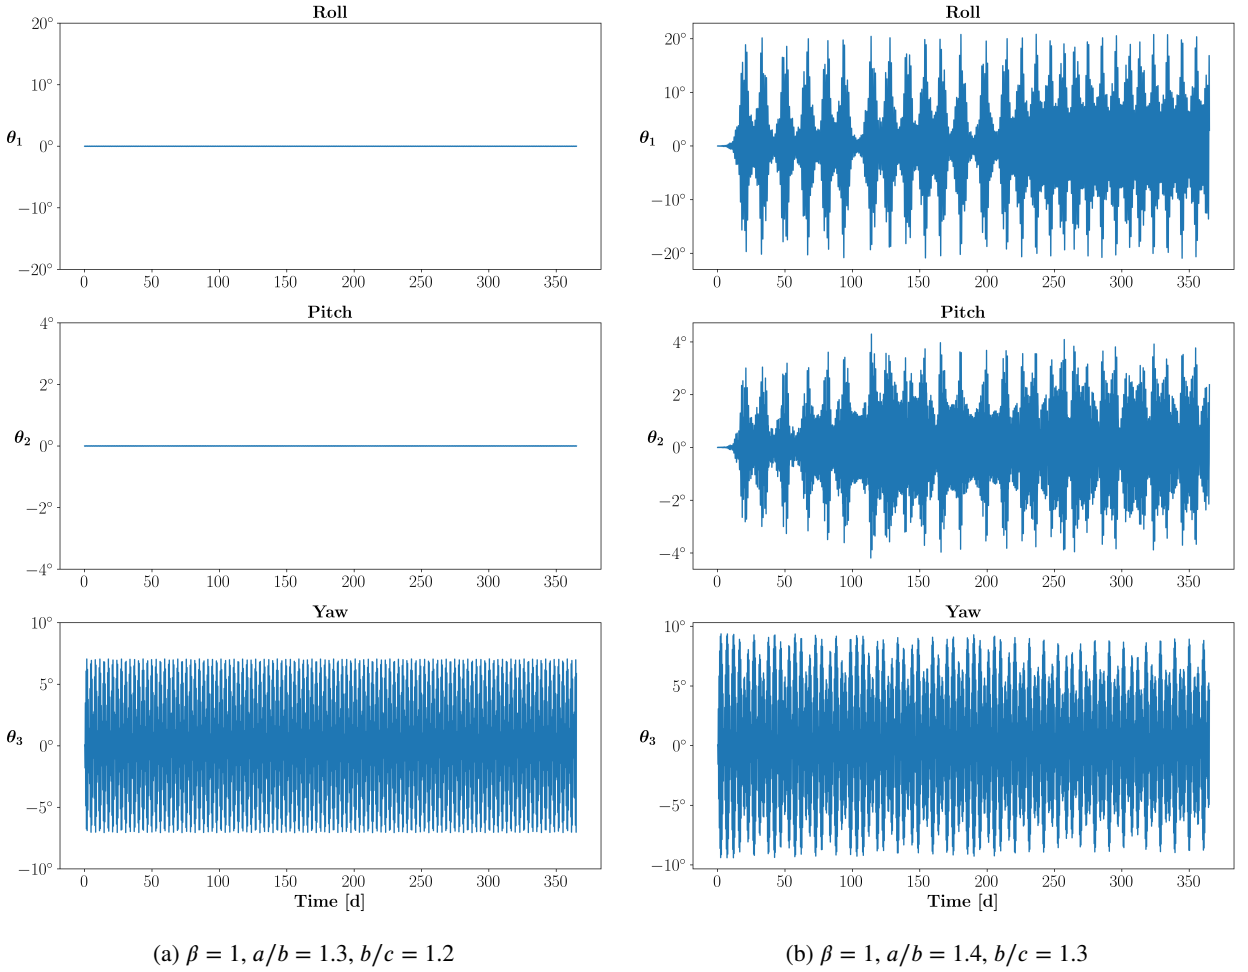 Roll
20°
10°
θ₁ 0°
−10°
−20°
0 50 100 150 200 250 300 350
Pitch
4°
2°
θ₂ 0°
−2°
−4°
0 50 100 150 200 250 300 350
Yaw
10°
5°
θ₃ 0°
−5°
−10°
0 50 100 150 200 250 300 350
Time [d]
(a) β = 1, a/b = 1.3, b/c = 1.2
Roll
20°
10°
θ₁ 0°
−10°
−20°
0 50 100 150 200 250 300 350
Pitch
4°
2°
θ₂ 0°
−2°
−4°
0 50 100 150 200 250 300 350
Yaw
10°
5°
θ₃ 0°
−5°
−10°
0 50 100 150 200 250 300 350
Time [d]
(b) β = 1, a/b = 1.4, b/c = 1.3